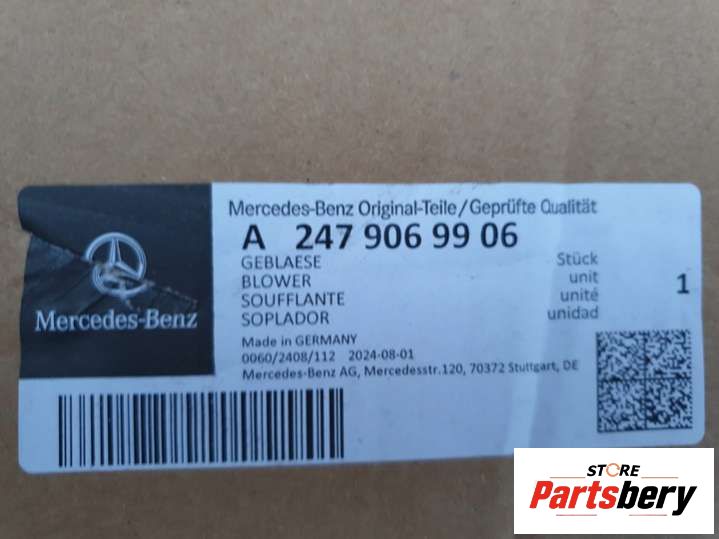 Mercedes-Benz Original-Teile/Geprüfte Qualität
A 247 906 99 06
GEBLAESE
BLOWER
SOUFFLANTE
SOPLADOR
Stück
unit
unité
unidad
1
Made in GERMANY
0060/2408/112 2024-08-01
Mercedes-Benz AG, Mercedesstr.120, 70372 Stuttgart, DE
Mercedes-Benz
STORE
Partsbery